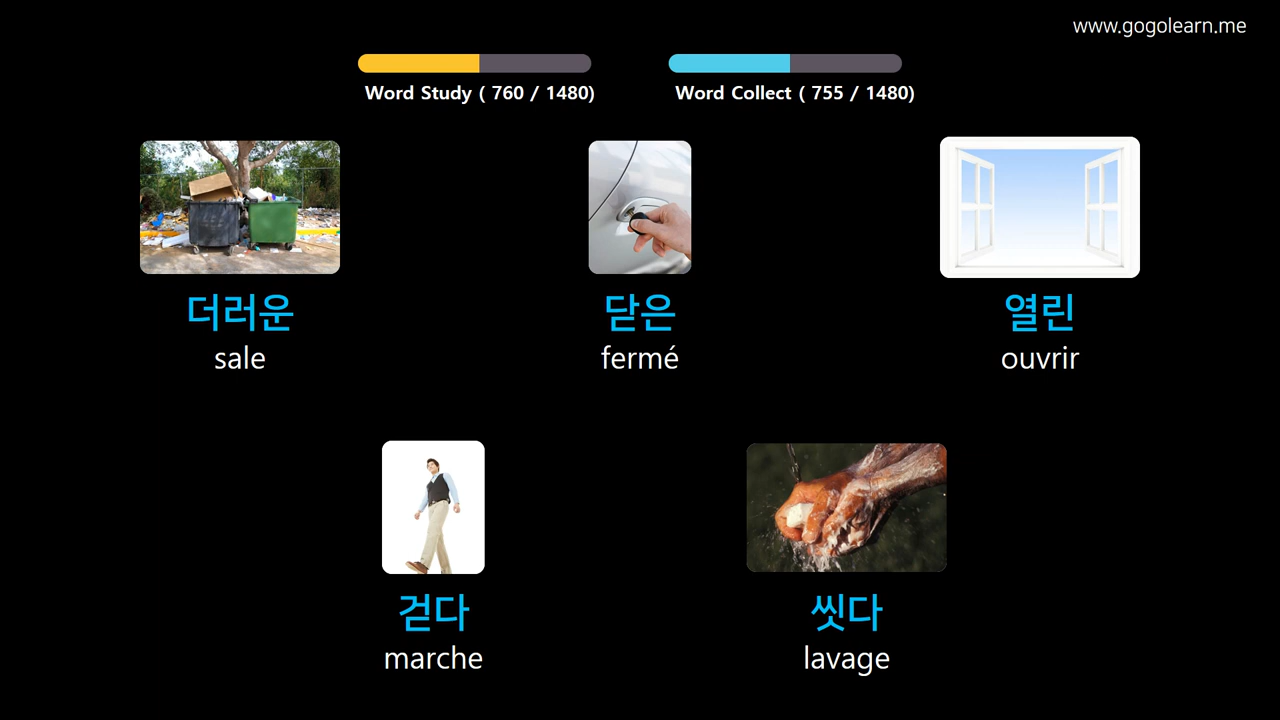 www.gogolearn.me
Word Study ( 760 / 1480)
Word Collect ( 755 / 1480)
더러운
sale
닫은
fermé
열린
ouvrir
걷다
marche
씻다
lavage